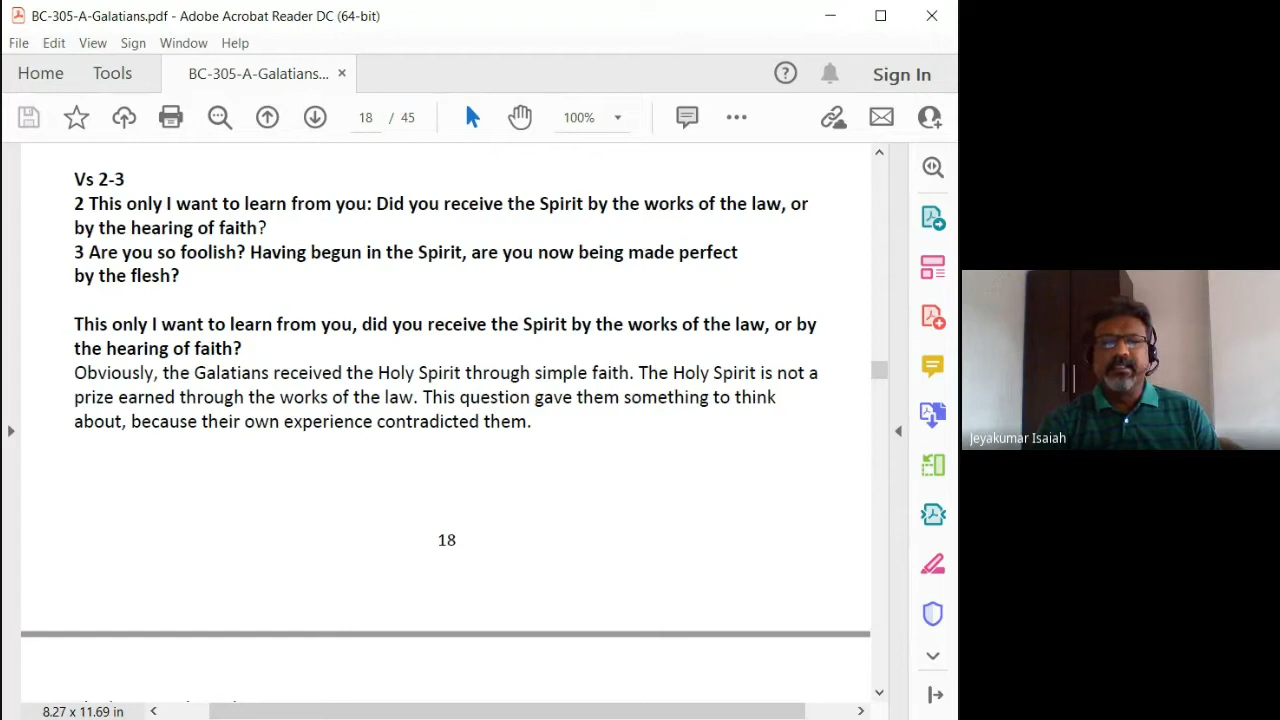 BC-305-A-Galatians.pdf - Adobe Acrobat Reader DC (64-bit)
File Edit View Sign Window Help
Home Tools BC-305-A-Galatians... × Sign In
18 / 45 100%
Vs 2-3
2 This only I want to learn from you: Did you receive the Spirit by the works of the law, or
by the hearing of faith?
3 Are you so foolish? Having begun in the Spirit, are you now being made perfect
by the flesh?
This only I want to learn from you, did you receive the Spirit by the works of the law, or by
the hearing of faith?
Obviously, the Galatians received the Holy Spirit through simple faith. The Holy Spirit is not a
prize earned through the works of the law. This question gave them something to think
about, because their own experience contradicted them.
Jeyakumar Isaiah
18
8.27 x 11.69 in